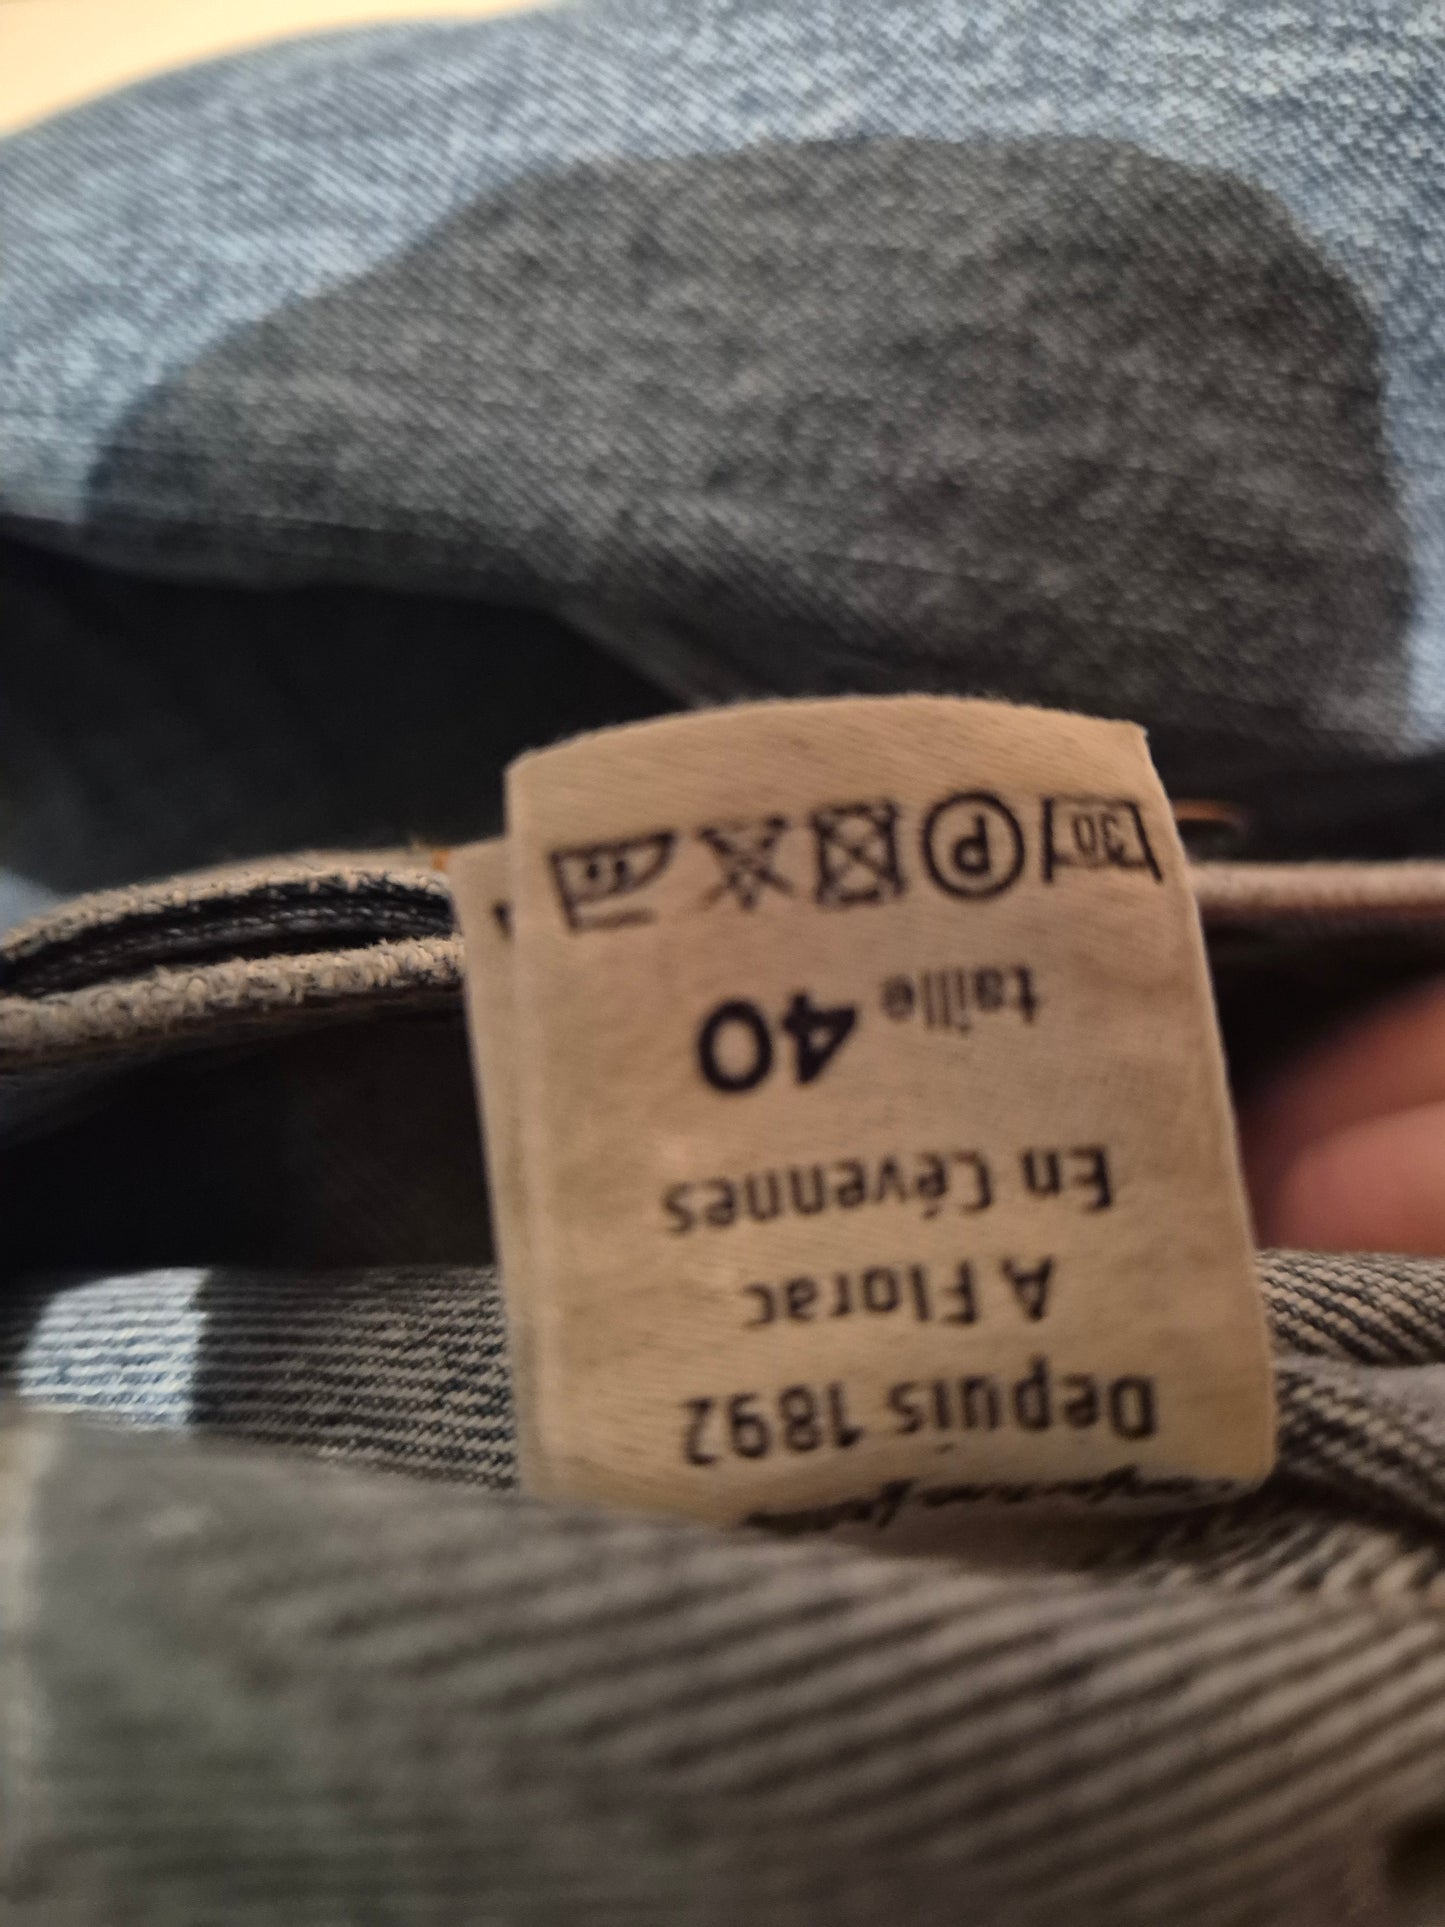 Depuis 1892
A Florac
En Cévennes
taille 40
30 P